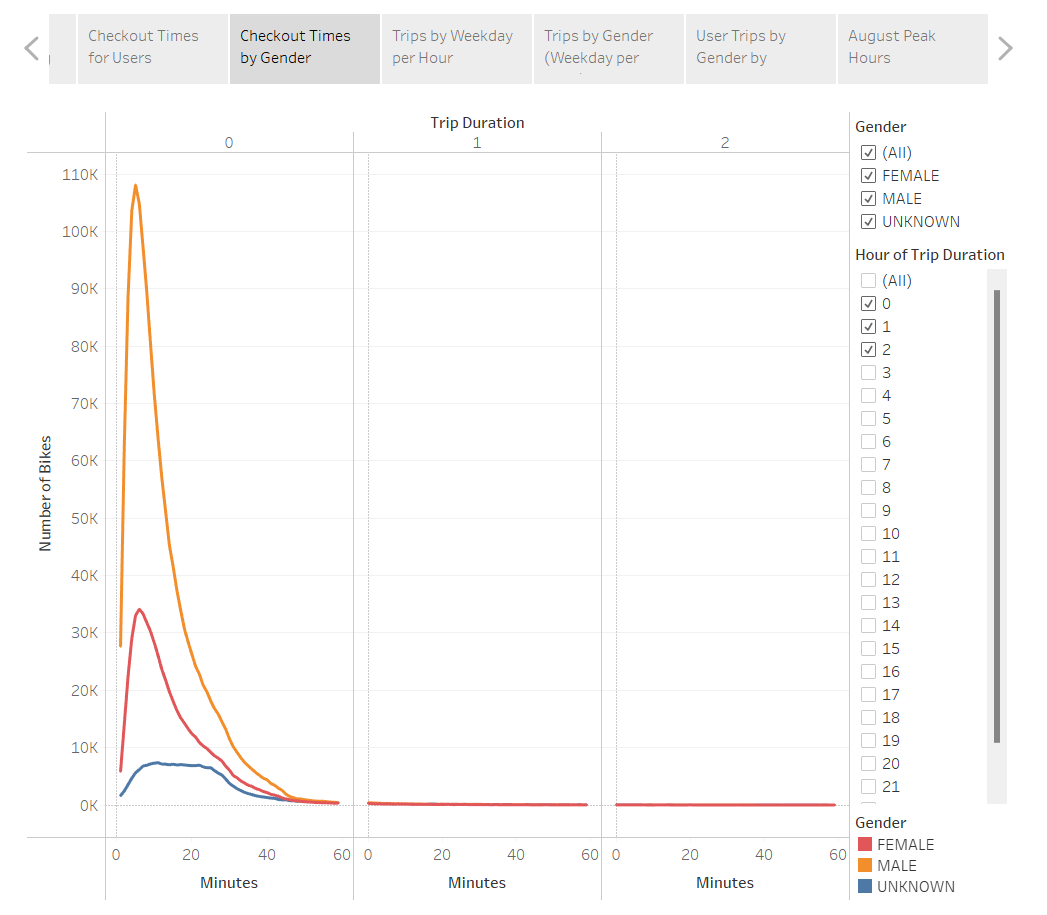 Checkout Times
for Users
Checkout Times
by Gender
Trips by Weekday
per Hour
Trips by Gender
(Weekday per
User Trips by
Gender by
August Peak
Hours
Trip Duration
0
1
2
110K
100K
90K
80K
70K
60K
50K
40K
30K
20K
10K
0K
Number of Bikes
0 20 40 60
0 20 40 60
0 20 40 60
Minutes
Minutes
Minutes
Gender
(All)
FEMALE
MALE
UNKNOWN
Hour of Trip Duration
(All)
0
1
2
3
4
5
6
7
8
9
10
11
12
13
14
15
16
17
18
19
20
21
Gender
FEMALE
MALE
UNKNOWN